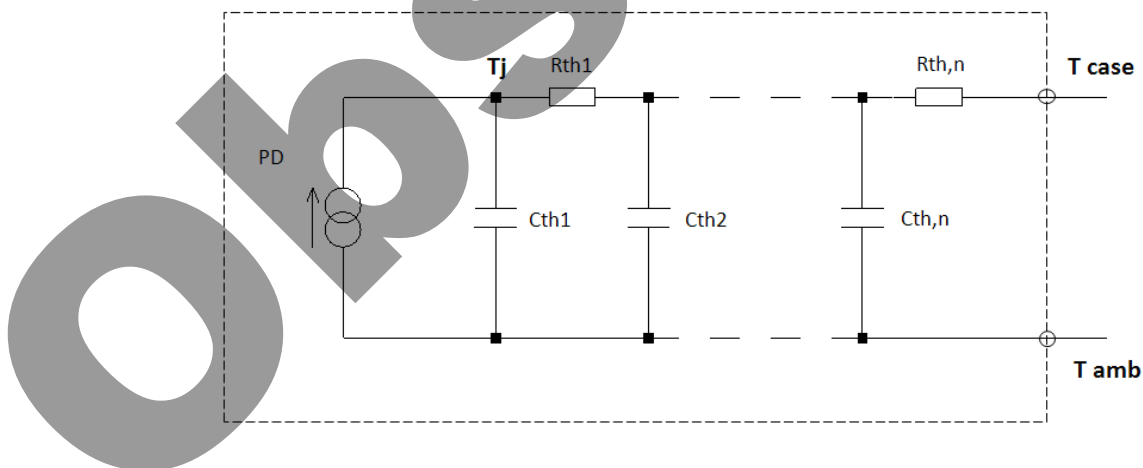 Obs
Tj
Rth1
Rth,n
T case
PD
Cth1
Cth2
Cth,n
T amb